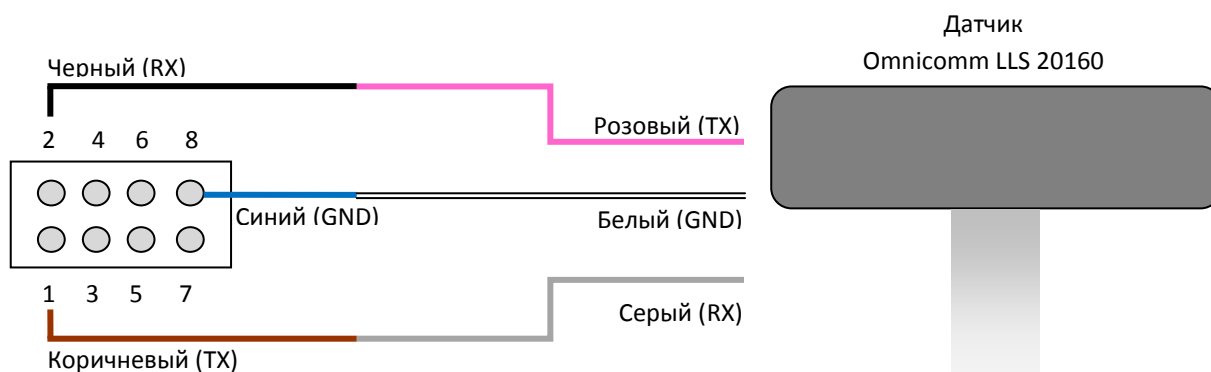 Датчик
Omnicomm LLS 20160
Черный (RX)
Розовый (TX)
2 4 6 8
Синий (GND)
Белый (GND)
1 3 5 7
Серый (RX)
Коричневый (TX)